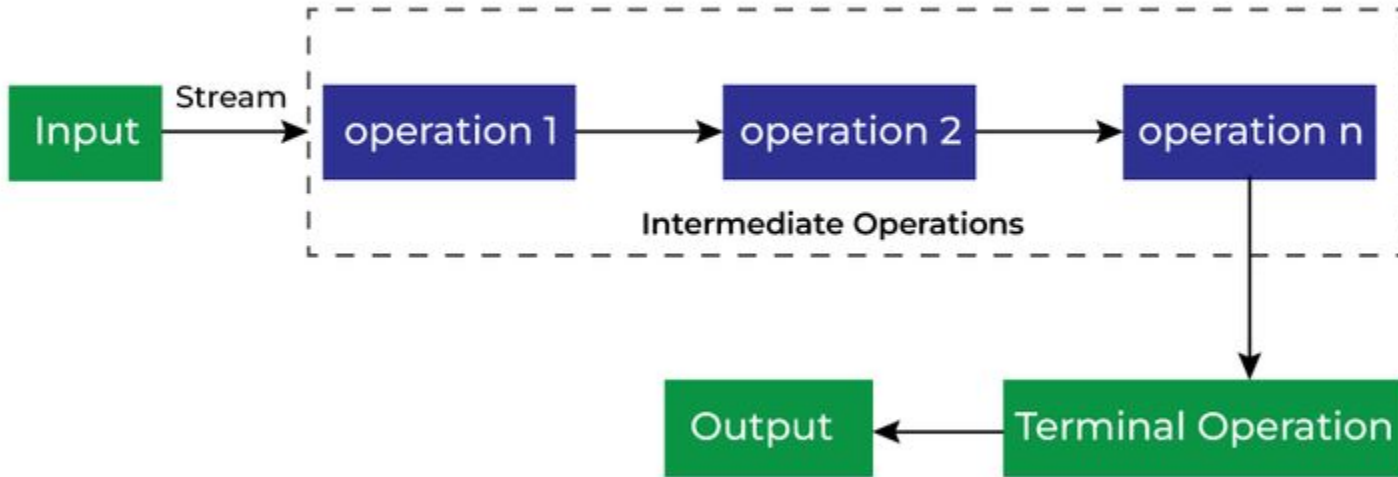 Stream
Input
operation 1
operation 2
operation n
Intermediate Operations
Output
Terminal Operation